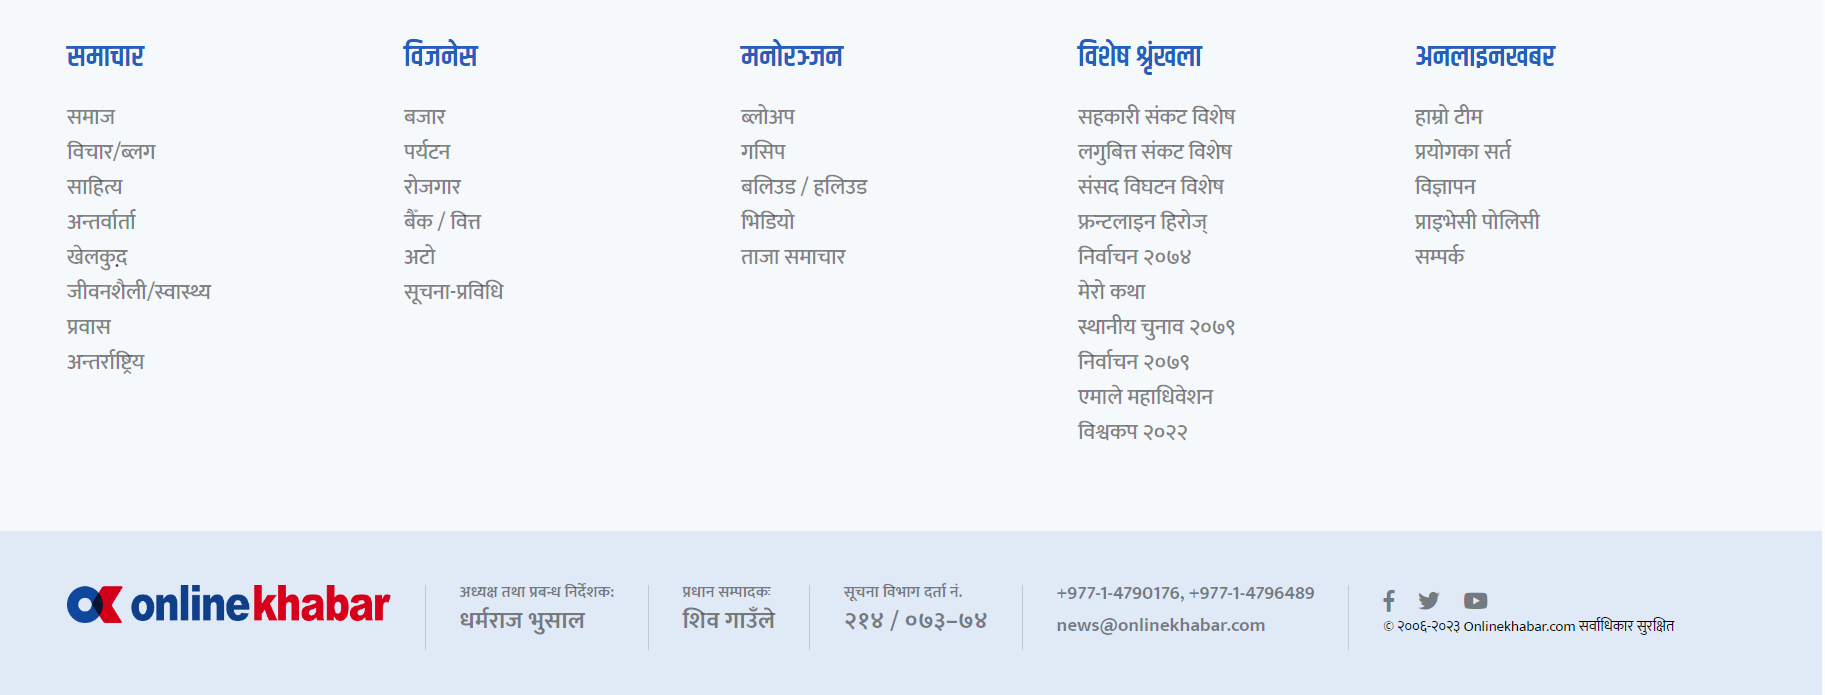 समाचार
समाज
विचार/ब्लग
साहित्य
अन्तर्वार्ता
खेलकुद़
जीवनशैली/स्वास्थ्य
प्रवास
अन्तर्राष्ट्रिय
विजनेस
बजार
पर्यटन
रोजगार
बैँक / वित्त
अटो
सूचना-प्रविधि
मनोरञ्जन
ब्लोअप
गसिप
बलिउड / हलिउड
भिडियो
ताजा समाचार
विशेष श्रृंखला
सहकारी संकट विशेष
लगुबित्त संकट विशेष
संसद विघटन विशेष
फ्रन्टलाइन हिरोज्
निर्वाचन २०७४
मेरो कथा
स्थानीय चुनाव २०७९
निर्वाचन २०७९
एमाले महाधिवेशन
विश्वकप २०२२
अनलाइनखबर
हाम्रो टीम
प्रयोगका सर्त
विज्ञापन
प्राइभेसी पोलिसी
सम्पर्क
onlinekhabar
अध्यक्ष तथा प्रबन्ध निर्देशक:
धर्मराज भुसाल
प्रधान सम्पादकः
शिव गाउँले
सूचना विभाग दर्ता नं.
२१४ / ०७३–७४
+977-1-4790176, +977-1-4796489
news@onlinekhabar.com
© २००६-२०२३ Onlinekhabar.com सर्वाधिकार सुरक्षित